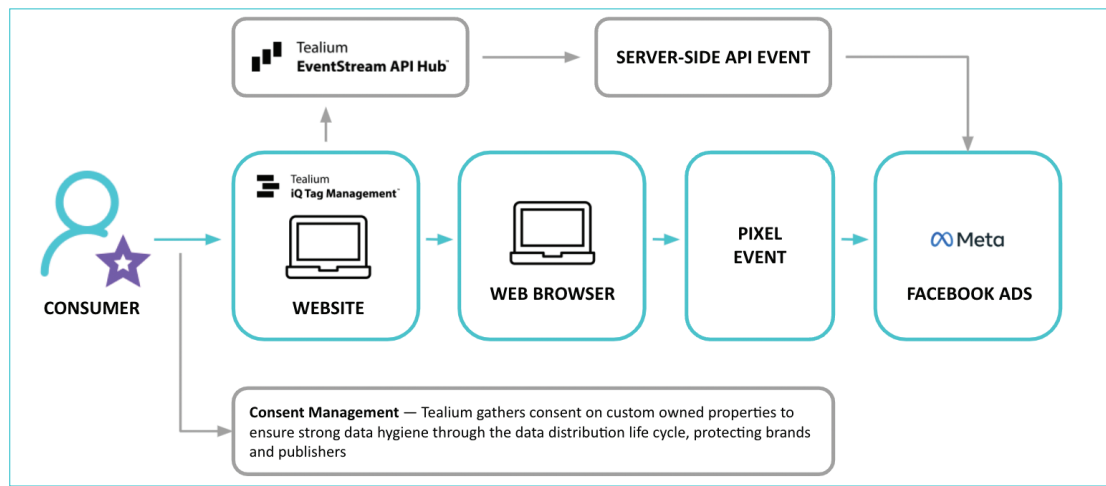 Tealium
EventStream API Hub™
SERVER-SIDE API EVENT
Tealium
iQ Tag Management™
CONSUMER
WEBSITE
WEB BROWSER
PIXEL
EVENT
Meta
FACEBOOK ADS
Consent Management — Tealium gathers consent on custom owned properties to
ensure strong data hygiene through the data distribution life cycle, protecting brands
and publishers